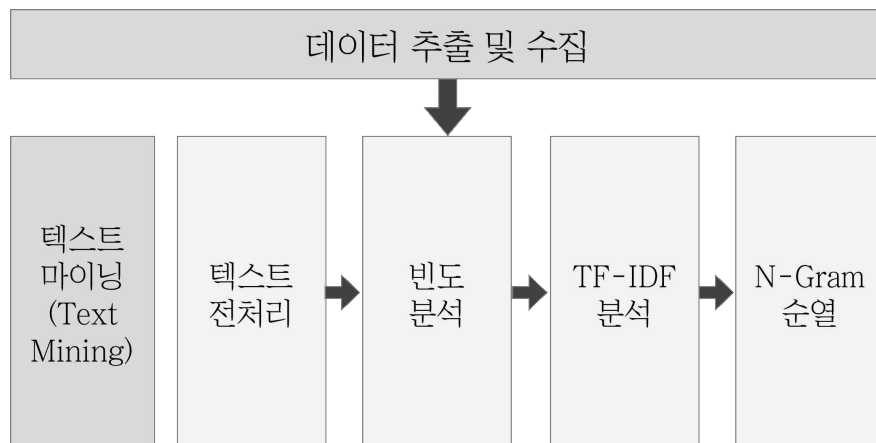 데이터 추출 및 수집
텍스트
마이닝
(Text
Mining)
텍스트
전처리
빈도
분석
TF-IDF
분석
N-Gram
순열